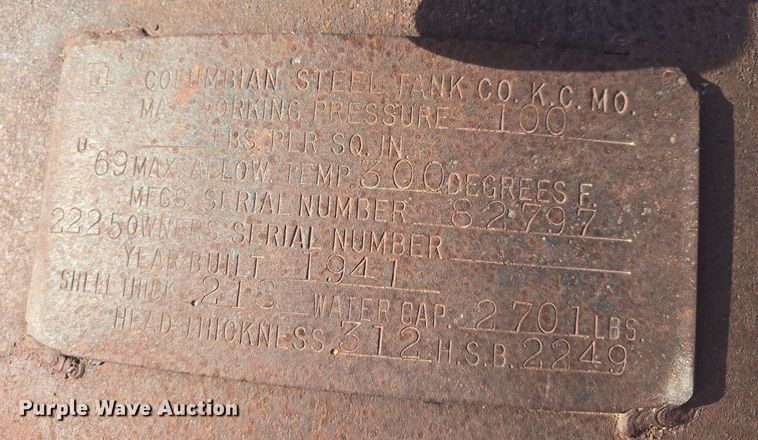 U COLUMBIAN STEEL TANK CO. K.C. MO.
MAX WORKING PRESSURE 100
U- LBS. PER SQ. IN.
69 MAX. ALLOW. TEMP. 300 DEGREES F.
MFGS. SERIAL NUMBER 82797
2225 OWNERS SERIAL NUMBER
YEAR BUILT 1941
SHELL THICK. WATER CAP. 2701 LBS.
HEAD THICKNESS .312 H.S.B. 2249
Purple Wave Auction